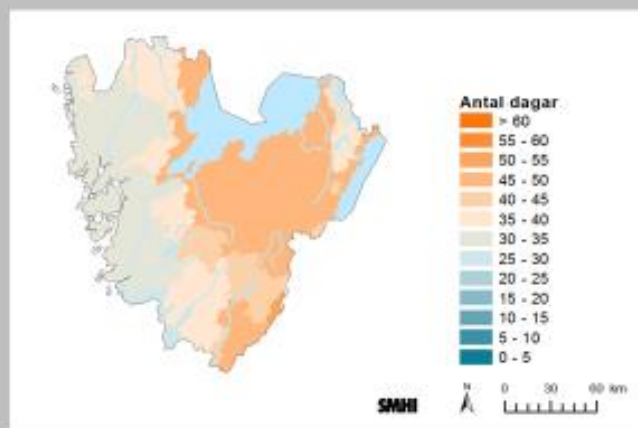 Antal dagar
> 60
55 - 60
50 - 55
45 - 50
40 - 45
35 - 40
30 - 35
25 - 30
20 - 25
15 - 20
10 - 15
5 - 10
0 - 5
SMHI
N
0 30 60 km